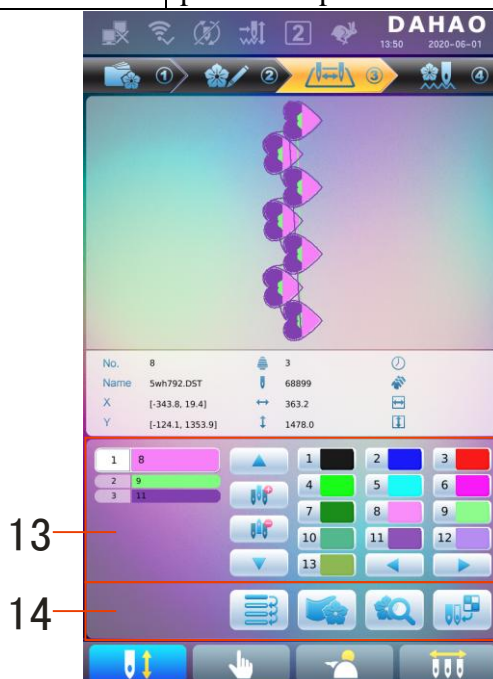 DAHAO
2
13:50 2020-06-01
1 2 3 4
No. 8 3
Name 5wh792.DST 68899
X [-343.8, 19.4] 363.2
Y [-124.1, 1353.9] 1478.0
1 8 1 2 3
2 9
3 11
4 5 6
7 8 9
10 11 12
13
13
14